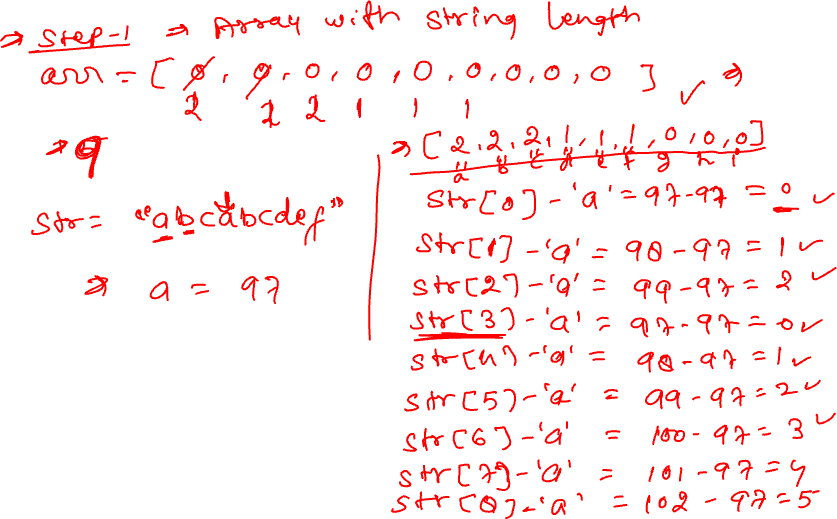 ⇒ Step-1 ⇒ Array with string length
arr = [ 0, 0, 0, 0, 0, 0, 0, 0, 0 ] ✓ ⇒
2 2 2 1 1 1
⇒ 9
str = "abcabcdef"
⇒ a = 97
⇒ [ 2, 2, 2, 1, 1, 1, 0, 0, 0 ]
a b c d e f g h i
str[0] - 'a' = 97-97 = 0 ✓
str[1] - 'a' = 98-97 = 1 ✓
str[2] - 'a' = 99-97 = 2 ✓
str[3] - 'a' = 97-97 = 0 ✓
str[4] - 'a' = 98-97 = 1 ✓
str[5] - 'a' = 99-97 = 2 ✓
str[6] - 'a' = 100-97 = 3 ✓
str[7] - 'a' = 101-97 = 4
str[8] - 'a' = 102-97 = 5